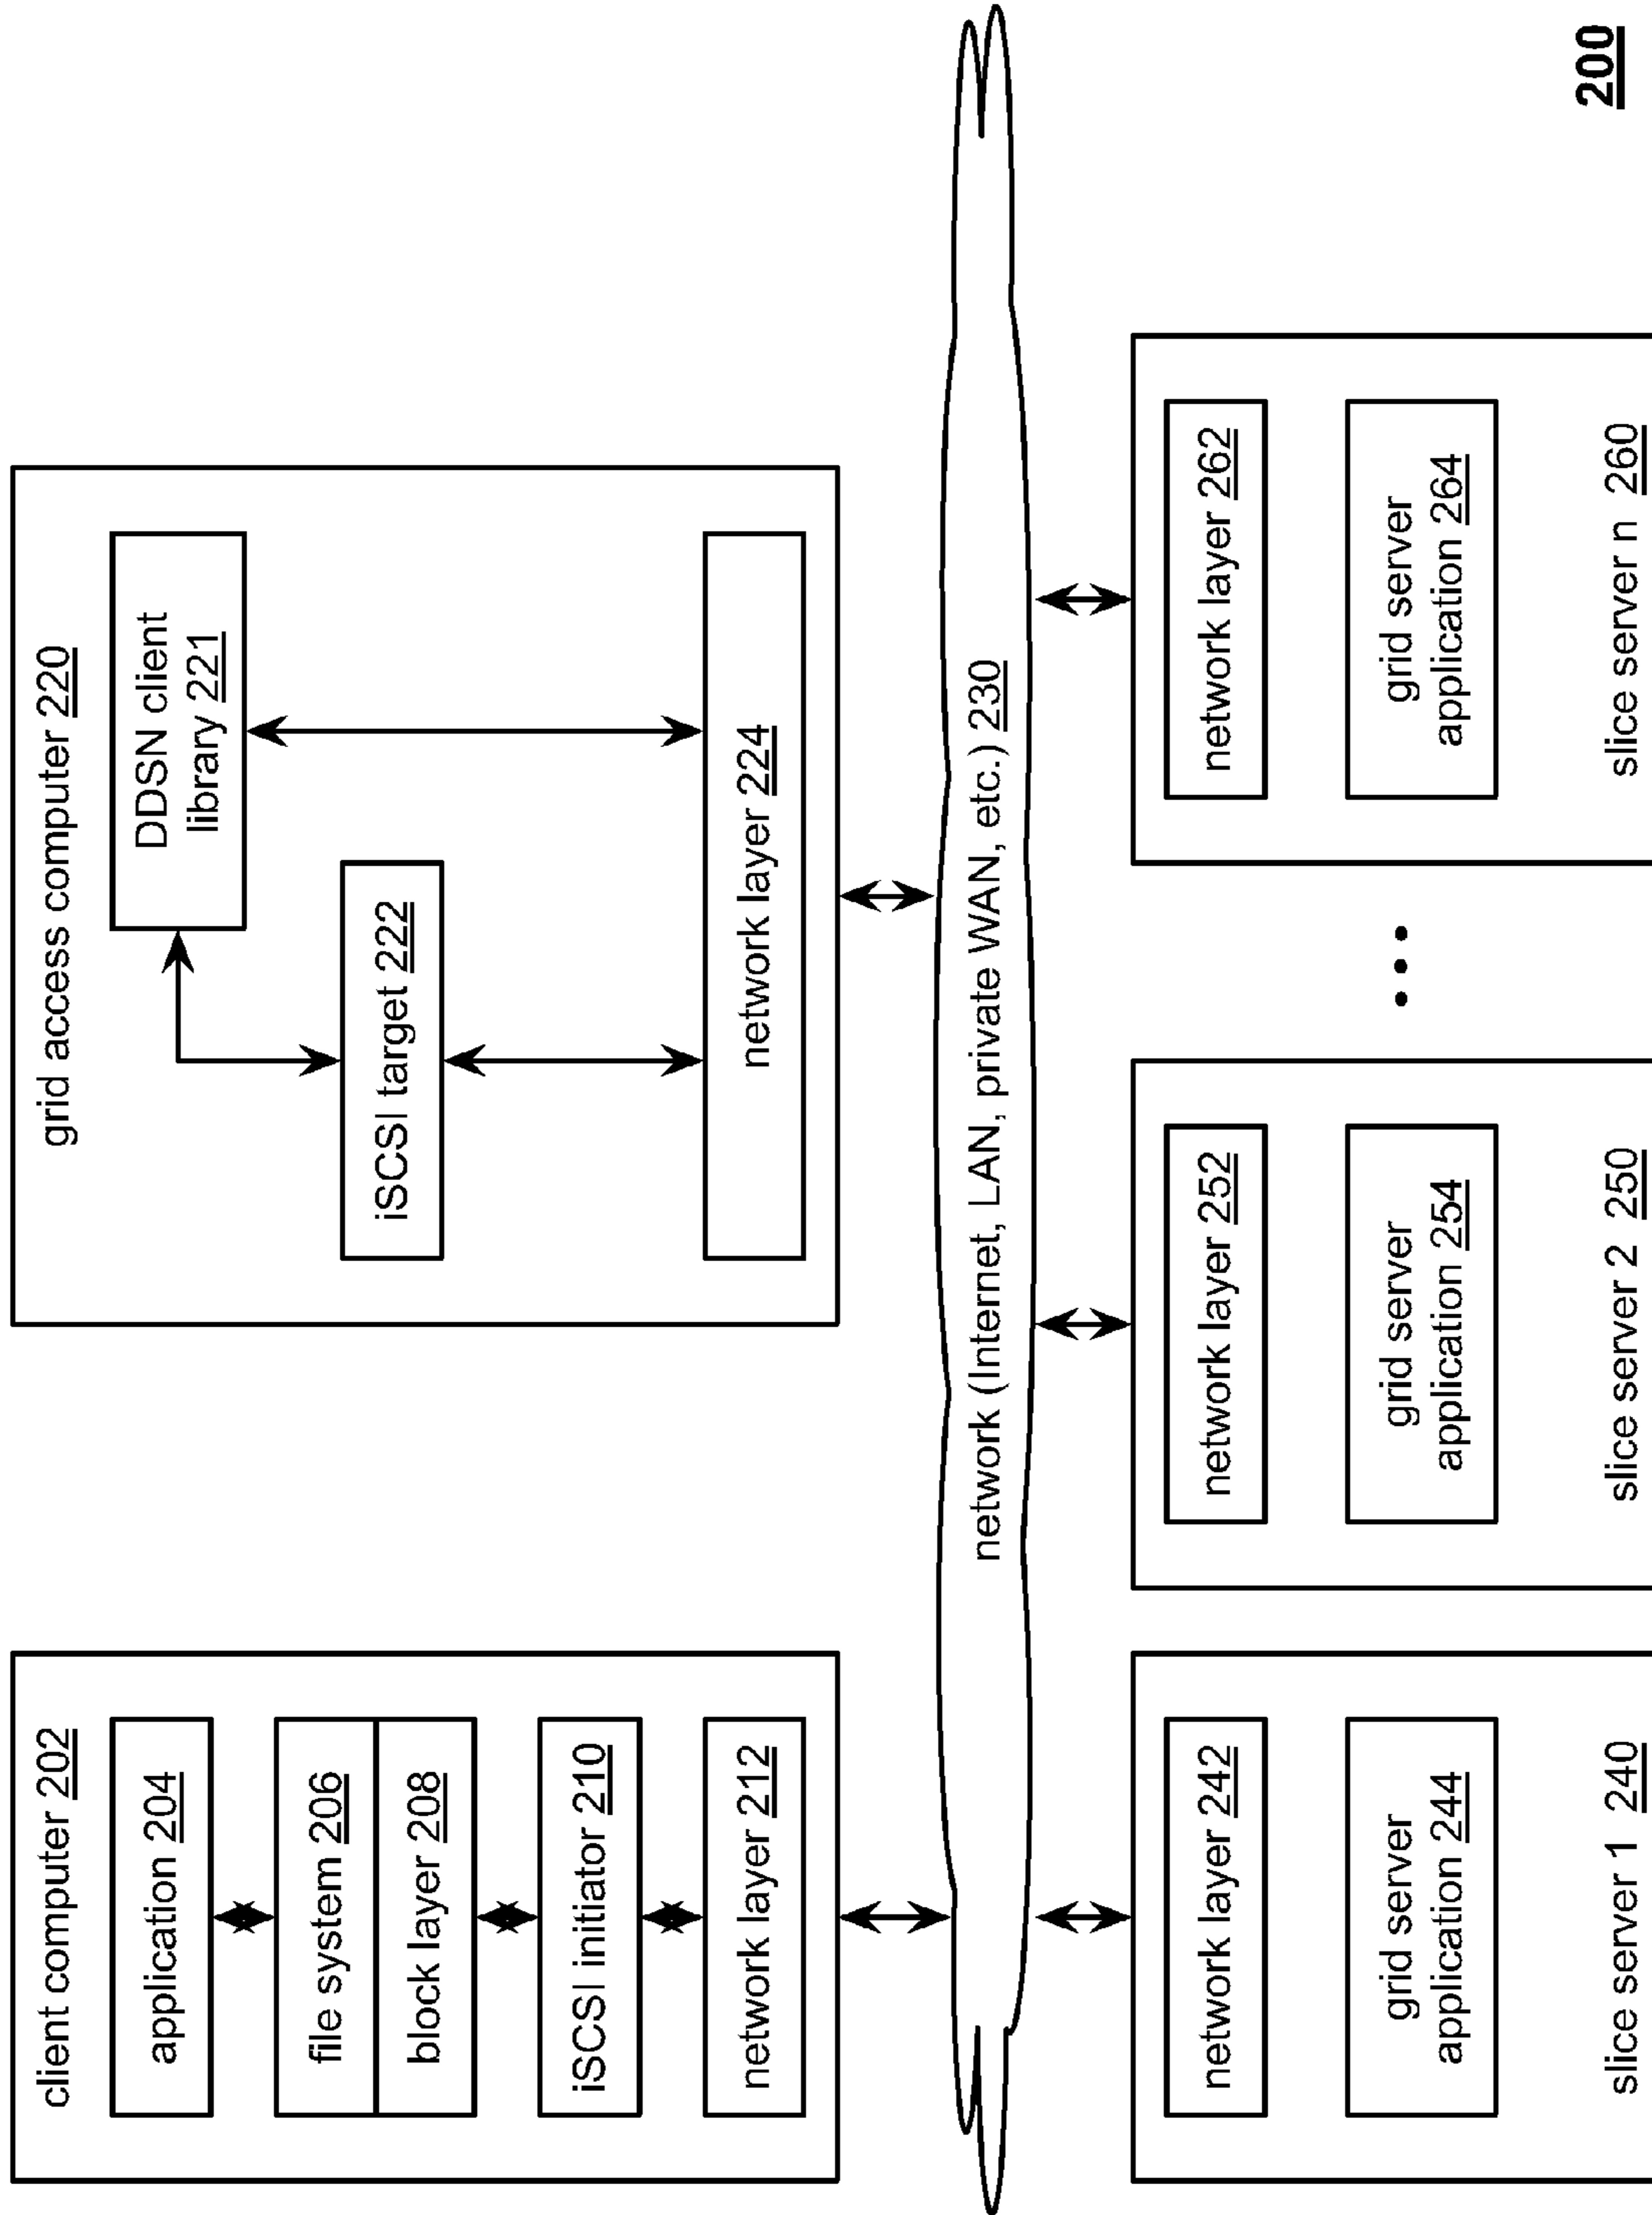 client computer 202
application 204
file system 206
block layer 208
iSCSI initiator 210
network layer 212
grid access computer 220
DDSN client
library 221
iSCSI target 222
network layer 224
network (Internet, LAN, private WAN, etc.) 230
network layer 242
grid server
application 244
slice server 1 240
network layer 252
grid server
application 254
slice server 2 250
network layer 262
grid server
application 264
slice server n 260
200